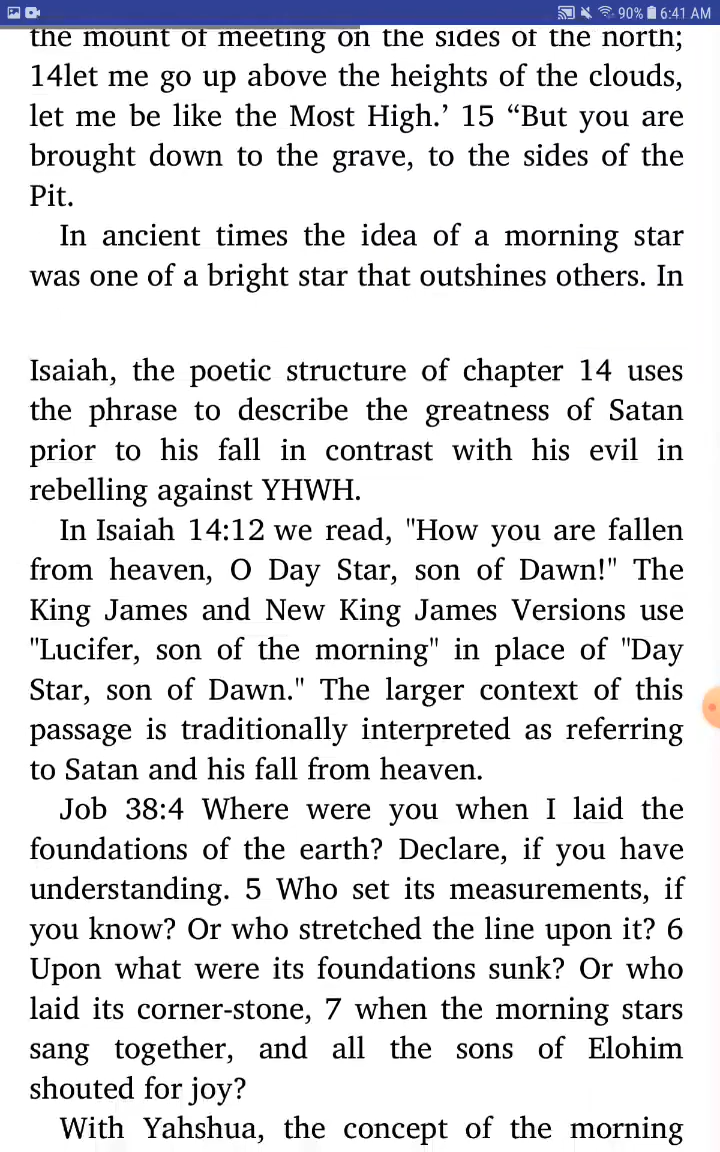 90% 6:41 AM
the mount of meeting on the sides of the north;
14let me go up above the heights of the clouds,
let me be like the Most High.’ 15 “But you are
brought down to the grave, to the sides of the
Pit.
In ancient times the idea of a morning star
was one of a bright star that outshines others. In
Isaiah, the poetic structure of chapter 14 uses
the phrase to describe the greatness of Satan
prior to his fall in contrast with his evil in
rebelling against YHWH.
In Isaiah 14:12 we read, "How you are fallen
from heaven, O Day Star, son of Dawn!" The
King James and New King James Versions use
"Lucifer, son of the morning" in place of "Day
Star, son of Dawn." The larger context of this
passage is traditionally interpreted as referring
to Satan and his fall from heaven.
Job 38:4 Where were you when I laid the
foundations of the earth? Declare, if you have
understanding. 5 Who set its measurements, if
you know? Or who stretched the line upon it? 6
Upon what were its foundations sunk? Or who
laid its corner-stone, 7 when the morning stars
sang together, and all the sons of Elohim
shouted for joy?
With Yahshua, the concept of the morning